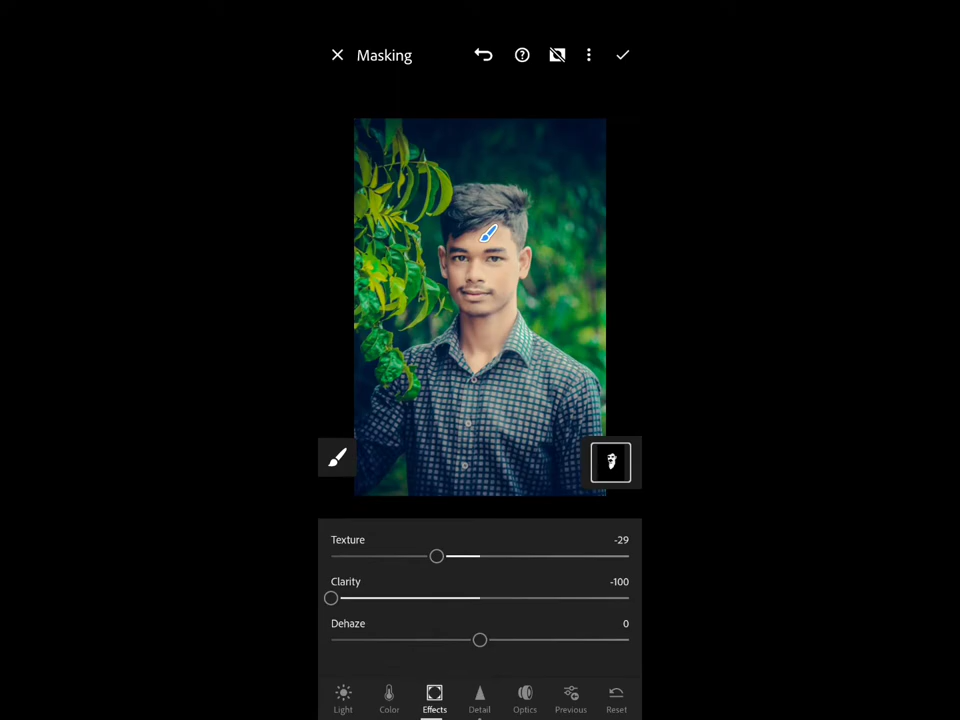 Masking
Texture -29
Clarity -100
Dehaze 0
Light Color Effects Detail Optics Previous Reset